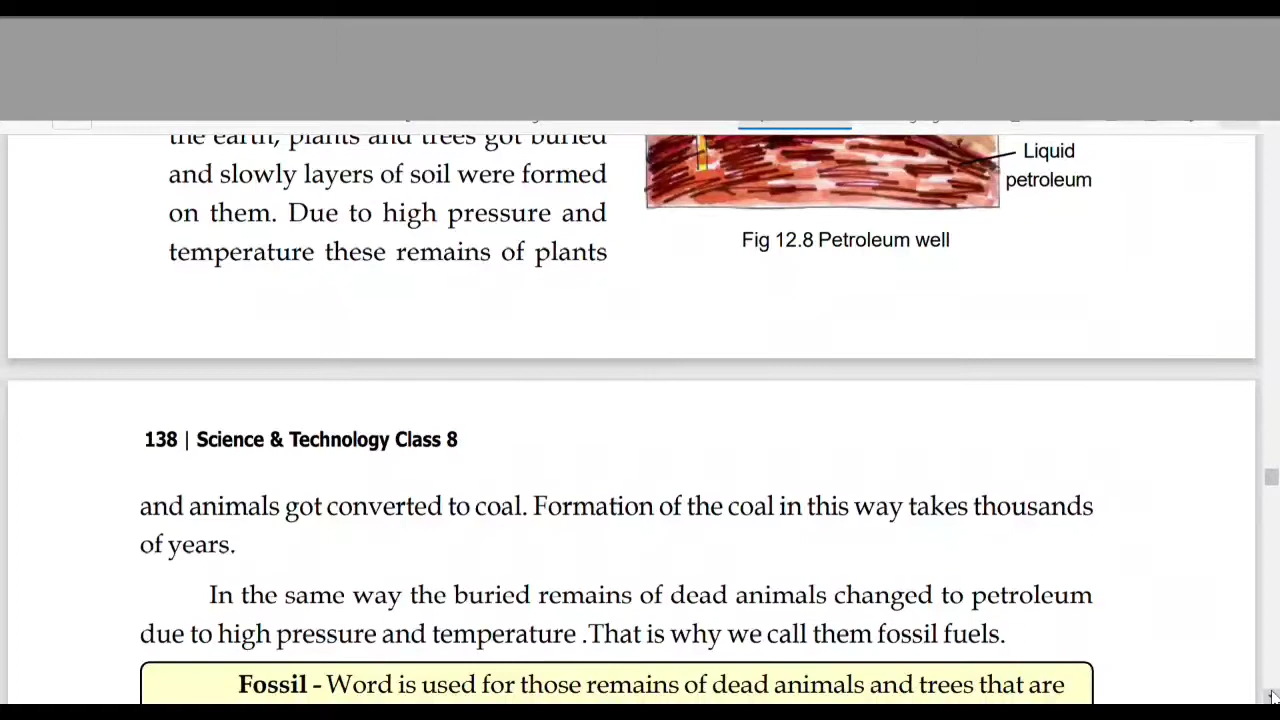 the earth, plants and trees got buried
and slowly layers of soil were formed
on them. Due to high pressure and
temperature these remains of plants
Liquid
petroleum
Fig 12.8 Petroleum well
138 | Science & Technology Class 8
and animals got converted to coal. Formation of the coal in this way takes thousands
of years.
In the same way the buried remains of dead animals changed to petroleum
due to high pressure and temperature .That is why we call them fossil fuels.
Fossil - Word is used for those remains of dead animals and trees that are